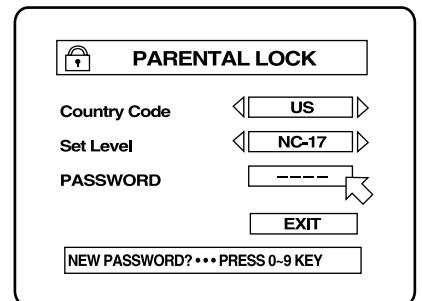 PARENTAL LOCK
Country Code US
Set Level NC-17
PASSWORD – – – –
EXIT
NEW PASSWORD? • • • PRESS 0~9 KEY